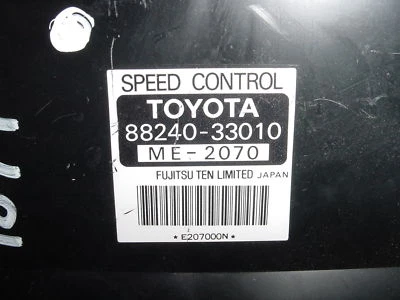 SPEED CONTROL
TOYOTA
88240-33010
ME-2070
FUJITSU TEN LIMITED JAPAN
* E207000N *